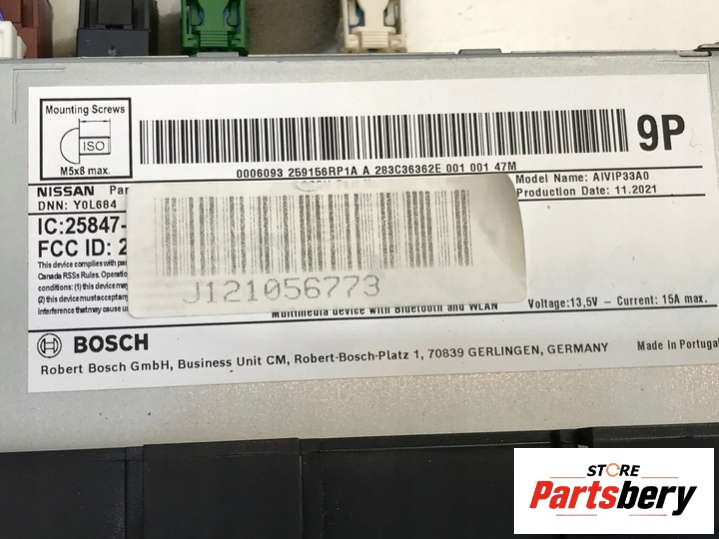 Mounting Screws
ISO
M5x8 max.
9P
0006093 259156RP1A A 283C36362E 001 001 47M
NISSAN
Model Name: AIVIP33A0
DNN: Y0L684
Production Date: 11.2021
IC:25847-
FCC ID: 2
This device complies with
Canada RSSs Rules.
conditions: (1) this device
(2) this device must accept
interference that may cause
J121056773
Multimedia device with Bluetooth and WLAN
Voltage:13,5V - Current: 15A max.
BOSCH
Robert Bosch GmbH, Business Unit CM, Robert-Bosch-Platz 1, 70839 GERLINGEN, GERMANY
Made in Portugal
STORE
Partsbery